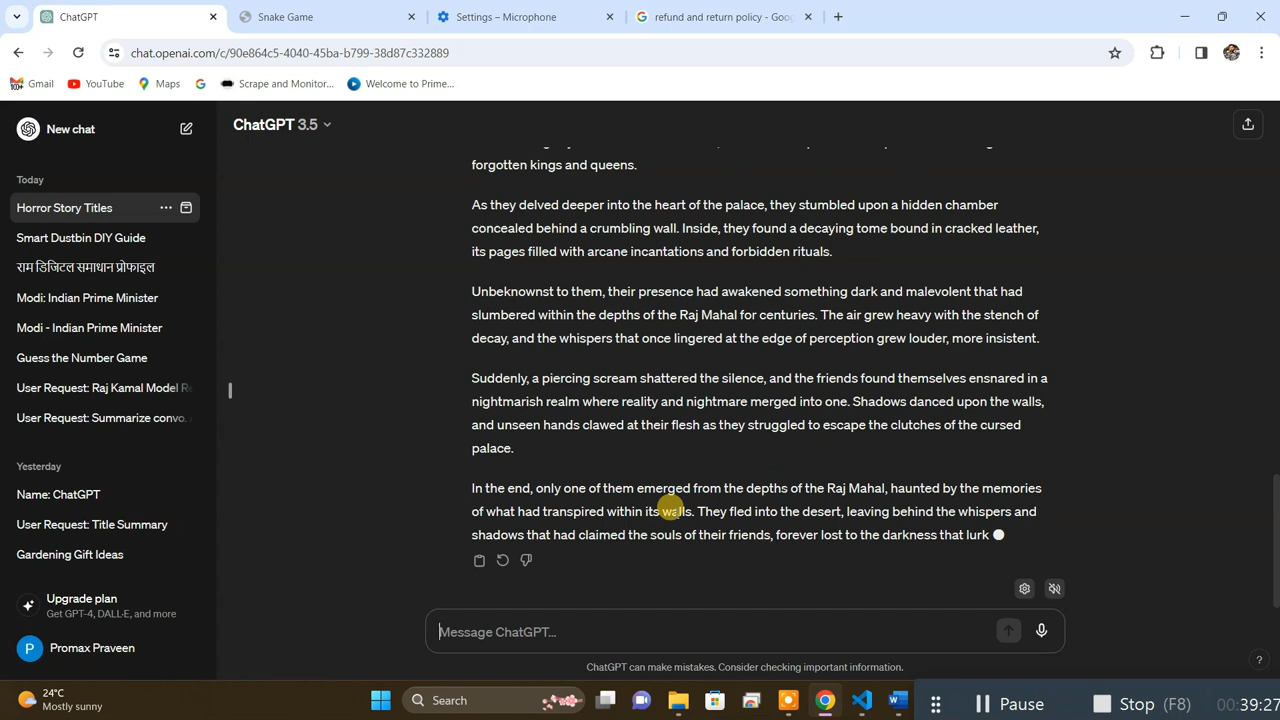 ChatGPT
Snake Game
Settings – Microphone
refund and return policy - Goog
chat.openai.com/c/90e864c5-4040-45ba-b799-38d87c332889
Gmail
YouTube
Maps
Scrape and Monitor...
Welcome to Prime...
New chat
ChatGPT 3.5
Today
Horror Story Titles
Smart Dustbin DIY Guide
राम डिजिटल समाधान प्रोफाइल
Modi: Indian Prime Minister
Modi - Indian Prime Minister
Guess the Number Game
User Request: Raj Kamal Model Re
User Request: Summarize convo.
Yesterday
Name: ChatGPT
User Request: Title Summary
Gardening Gift Ideas
Upgrade plan
Get GPT-4, DALL·E, and more
P
Promax Praveen
forgotten kings and queens.
As they delved deeper into the heart of the palace, they stumbled upon a hidden chamber
concealed behind a crumbling wall. Inside, they found a decaying tome bound in cracked leather,
its pages filled with arcane incantations and forbidden rituals.
Unbeknownst to them, their presence had awakened something dark and malevolent that had
slumbered within the depths of the Raj Mahal for centuries. The air grew heavy with the stench of
decay, and the whispers that once lingered at the edge of perception grew louder, more insistent.
Suddenly, a piercing scream shattered the silence, and the friends found themselves ensnared in a
nightmarish realm where reality and nightmare merged into one. Shadows danced upon the walls,
and unseen hands clawed at their flesh as they struggled to escape the clutches of the cursed
palace.
In the end, only one of them emerged from the depths of the Raj Mahal, haunted by the memories
of what had transpired within its walls. They fled into the desert, leaving behind the whispers and
shadows that had claimed the souls of their friends, forever lost to the darkness that lurk
Message ChatGPT...
ChatGPT can make mistakes. Consider checking important information.
?
24°C
Mostly sunny
Search
Pause
Stop (F8)
00:39:27